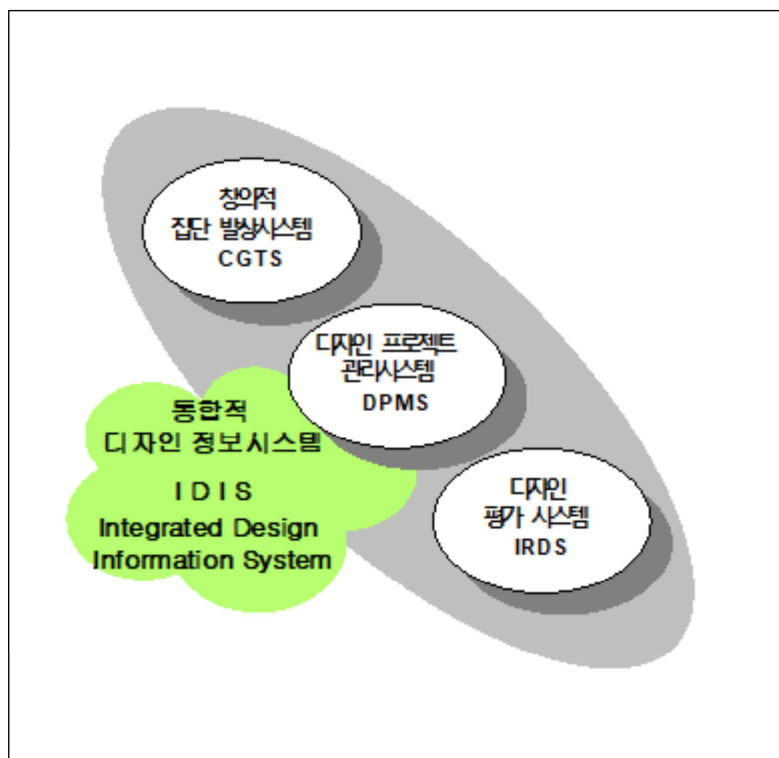 창의적
집단 발상시스템
CGTS
디자인 프로젝트
관리시스템
DPMS
통합적
디자인 정보시스템
IDIS
Integrated Design
Information System
디자인
평가 시스템
IRDS